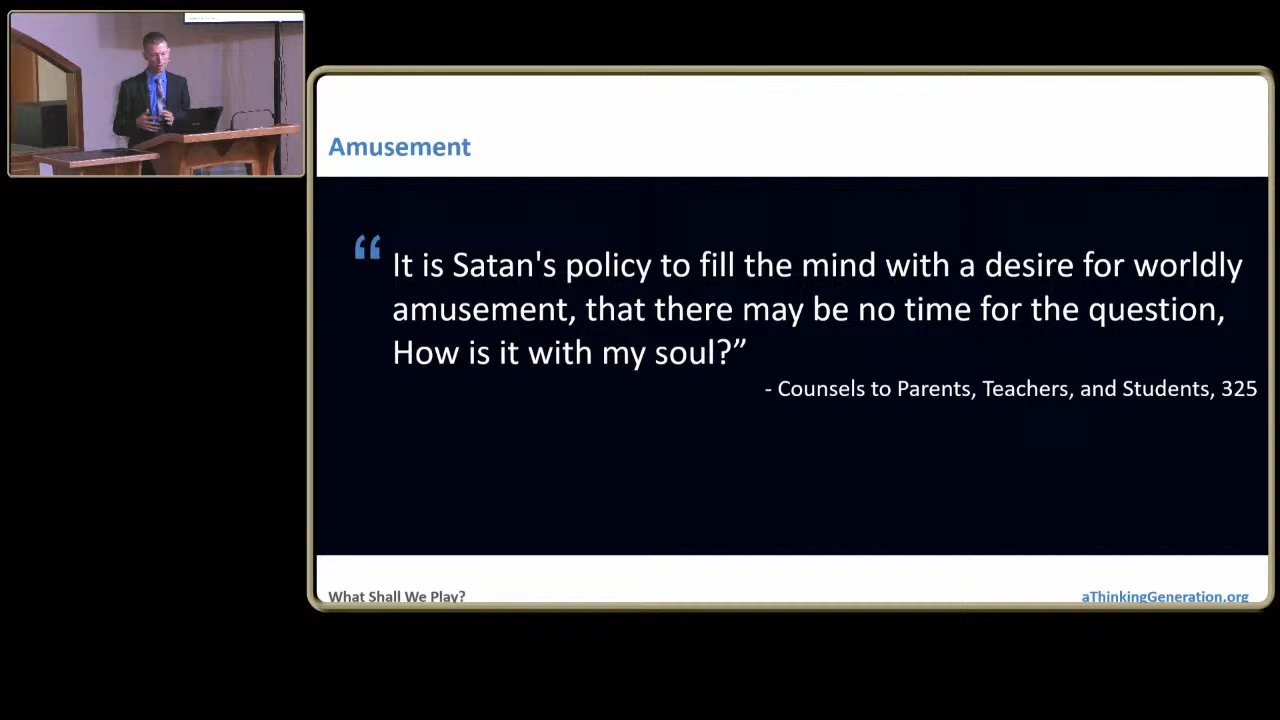 Amusement
“ It is Satan's policy to fill the mind with a desire for worldly
amusement, that there may be no time for the question,
How is it with my soul?”
- Counsels to Parents, Teachers, and Students, 325
What Shall We Play?
aThinkingGeneration.org